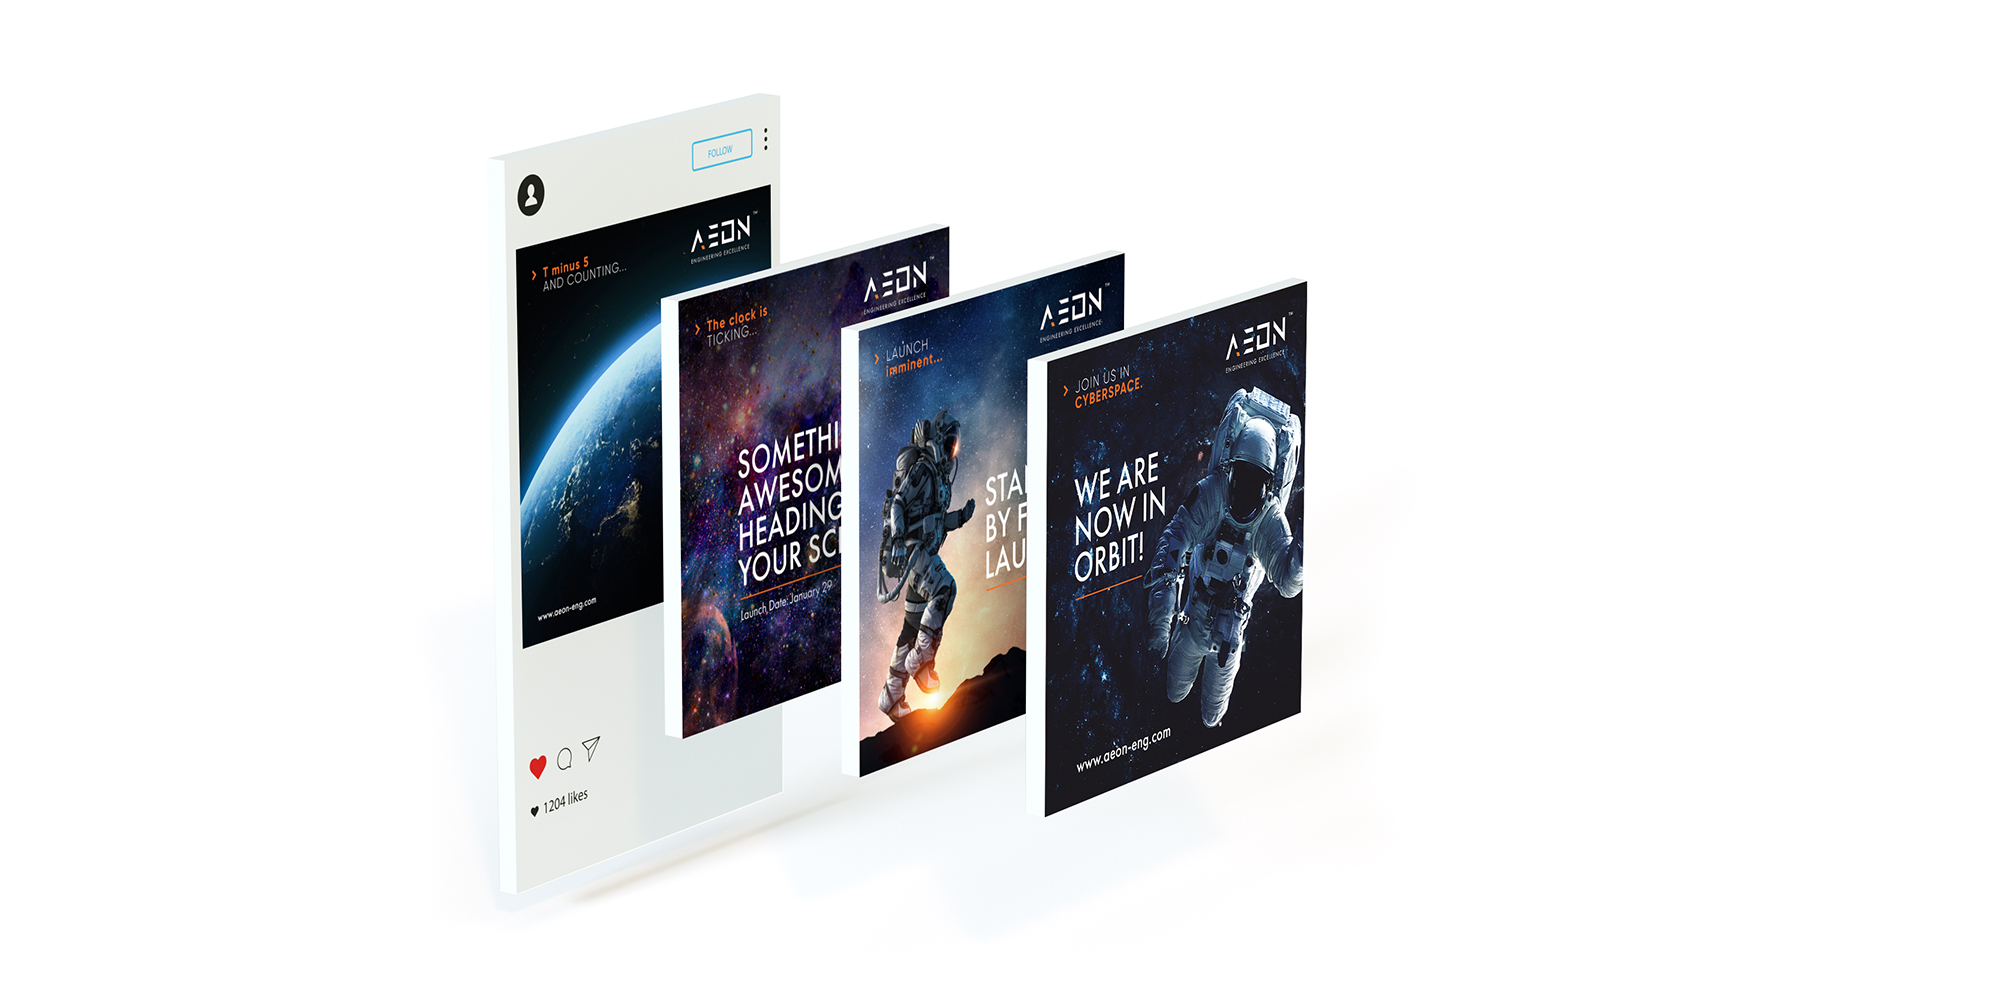 FOLLOW
AEON™
ENGINEERING EXCELLENCE
T minus 5
AND COUNTING...
www.aeon-eng.com
1204 likes
AEON™
ENGINEERING EXCELLENCE
The clock is
TICKING...
SOMETHI
AWESOM
HEADING
YOUR SC
Launch Date: January 29
AEON™
ENGINEERING EXCELLENCE
LAUNCH
imminent...
STA
BY F
LAU
AEON™
ENGINEERING EXCELLENCE
JOIN US IN
CYBERSPACE.
WE ARE
NOW IN
ORBIT!
www.aeon-eng.com